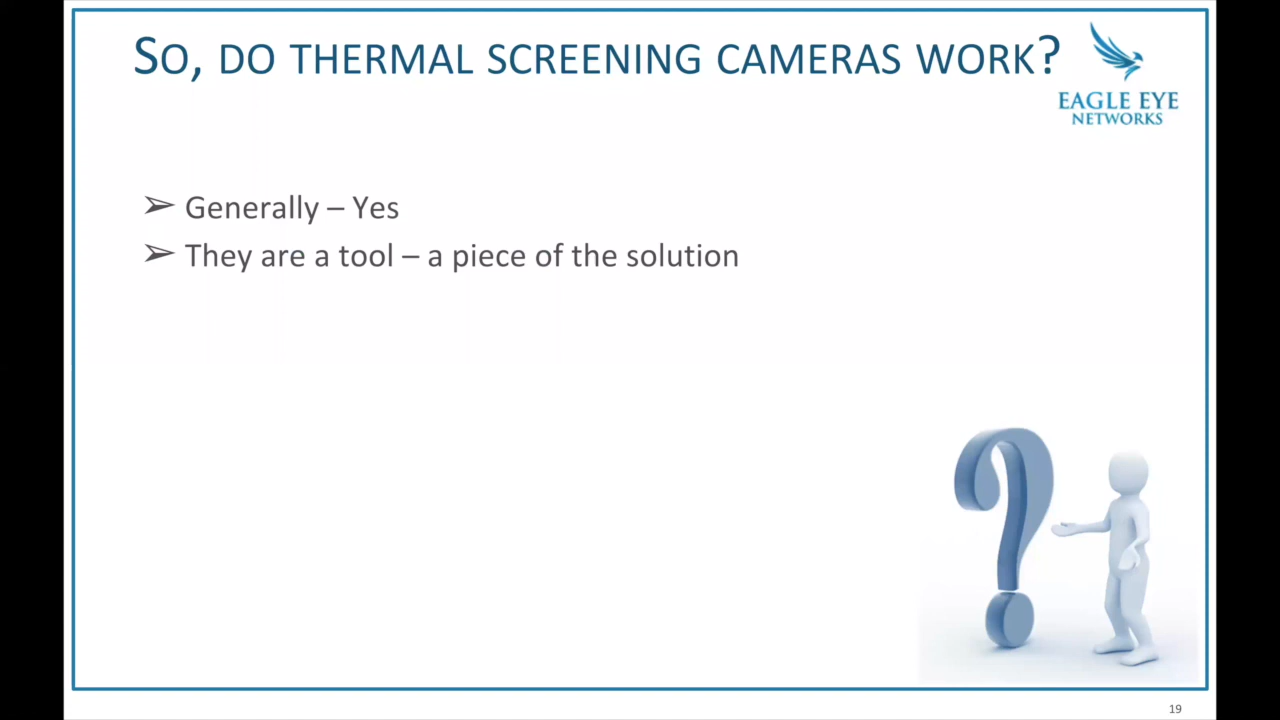 SO, DO THERMAL SCREENING CAMERAS WORK?
EAGLE EYE
NETWORKS
➢ Generally – Yes
➢ They are a tool – a piece of the solution
19